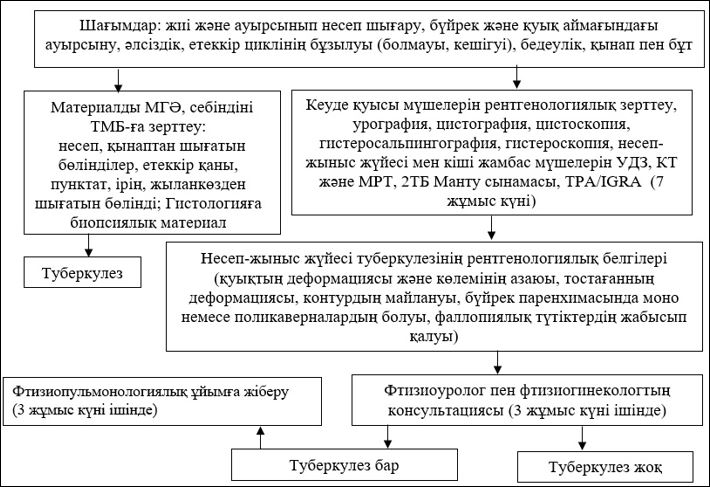 Шағымдар: жиі және ауырсынып несеп шығару, бүйрек және қуық аймағындағы
ауырсыну, әлсіздік, етеккір циклінің бұзылуы (болмауы, кешігуі), бедеулік, қынап пен бұт
Материалды МГӘ, себіндіні
ТМБ-ға зерттеу:
несеп, қынаптан шығатын
бөлінділер, етеккір қаны,
пунктат, ірің, жыланкөзден
шығатын бөлінді; Гистологияға
биопсиялық материал
Кеуде қуысы мүшелерін рентгенологиялық зерттеу,
урография, цистография, цистоскопия,
гистеросальпингография, гистероскопия, несеп-
жыныс жүйесі мен кіші жамбас мүшелерін УДЗ, КТ
және МРТ, 2ТБ Манту сынамасы, ТРА/IGRA (7
жұмыс күні)
Туберкулез
Несеп-жыныс жүйесі туберкулезінің рентгенологиялық белгілері
(қуықтың деформациясы және көлемінің азаюы, тостағанның
деформациясы, контурдың майлануы, бүйрек паренхимасында моно
немесе поликаверналардың болуы, фаллопиялық түтіктердің жабысып
қалуы)
Фтизиопульмонологиялық ұйымға жіберу
(3 жұмыс күні ішінде)
Фтизиоуролог пен фтизиогинекологтың
консультациясы (3 жұмыс күні ішінде)
Туберкулез бар
Туберкулез жоқ